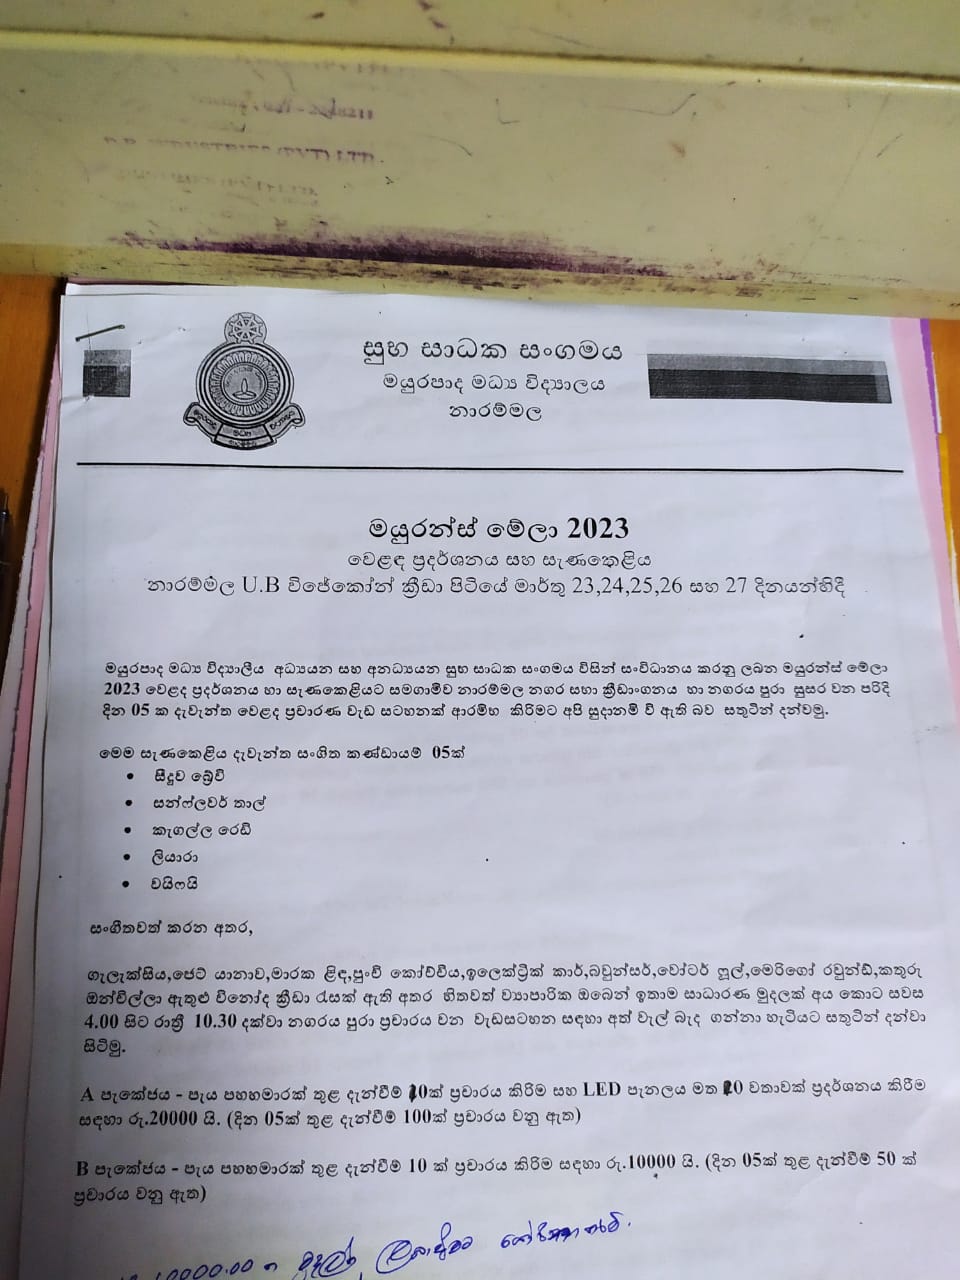 සුභ සාධක සංගමය
මයුරපාද මධ්‍ය විද්‍යාලය
නාරම්මල
මයුරන්ස් මේලා 2023
වෙළඳ ප්‍රදර්ශනය සහ සැණකෙළිය
නාරම්මල U.B විජේකෝන් ක්‍රීඩා පිටියේ මාර්තු 23,24,25,26 සහ 27 දිනයන්හිදී
මයුරපාද මධ්‍ය විද්‍යාලීය අධ්‍යයන සහ අනධ්‍යයන සුභ සාධක සංගමය විසින් සංවිධානය කරනු ලබන මයුරන්ස් මේලා
2023 වෙළඳ ප්‍රදර්ශනය හා සැණකෙළියට සමගාමීව නාරම්මල නගර සභා ක්‍රීඩාංගනය හා නගරය පුරා සුසර වන පරිදි
දින 05 ක දැවැන්ත වෙළඳ ප්‍රචාරණ වැඩ සටහනක් ආරම්භ කිරීමට අපි සුදානම් වී ඇති බව සතුටින් දන්වමු.
මෙම සැණකෙළිය දැවැන්ත සංගීත කණ්ඩායම් 05ක්
• සීදුව බ්‍රේව්
• සන්ෆ්ලවර් තාල්
• කෑගල්ල රෙඩ්
• ලියාරා
• වයිෆයි
සංගීතවත් කරන අතර,
ගැලැක්සිය,ජෙට් යානාව,මාරක ළිඳ,පුංචි කෝච්චිය,ඉලෙක්ට්‍රික් කාර්,බවුන්සර්,වෝටර් පූල්,මෙරිගෝ රවුන්ඩ්,කතුරු
ඔන්චිල්ලා ඇතුළු විනෝද ක්‍රීඩා රැසක් ඇති අතර හිතවත් ව්‍යාපාරික ඔබෙන් ඉතාම සාධාරණ මුදලක් අය කොට සවස
4.00 සිට රාත්‍රී 10.30 දක්වා නගරය පුරා ප්‍රචාරය වන වැඩසටහන සඳහා අත් වැල් බැඳ ගන්නා හැටියට සතුටින් දන්වා
සිටිමු.
A පැකේජය - පැය පහහමාරක් තුළ දැන්වීම් 20ක් ප්‍රචාරය කිරීම සහ LED පැනලය මත 20 වතාවක් ප්‍රදර්ශනය කිරීම
සඳහා රු.20000 යි. (දින 05ක් තුළ දැන්වීම් 100ක් ප්‍රචාරය වනු ඇත)
B පැකේජය - පැය පහහමාරක් තුළ දැන්වීම් 10 ක් ප්‍රචාරය කිරීම සඳහා රු.10000 යි. (දින 05ක් තුළ දැන්වීම් 50 ක්
ප්‍රචාරය වනු ඇත)